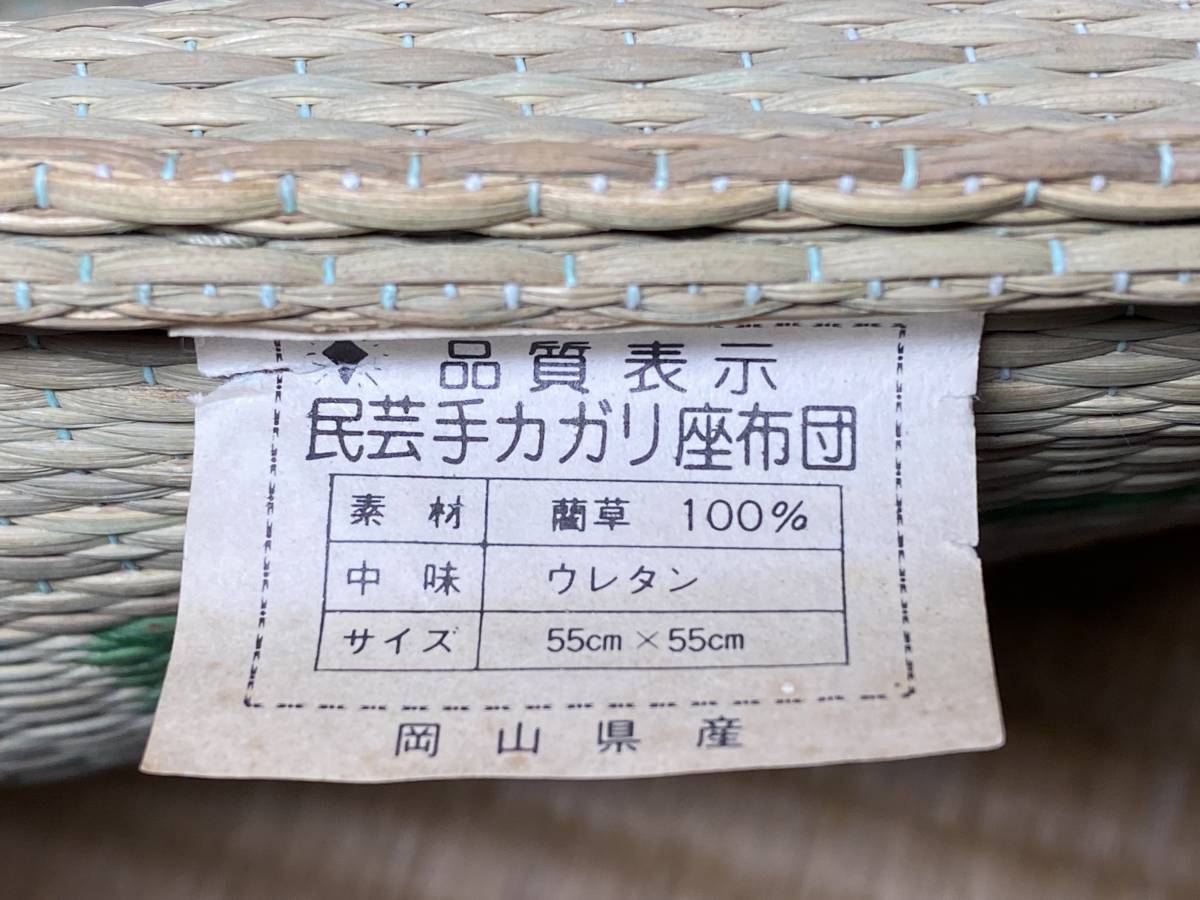 品質表示
民芸手カガリ座布団
素材 藺草 100%
中味 ウレタン
サイズ 55cm×55cm
岡山県産